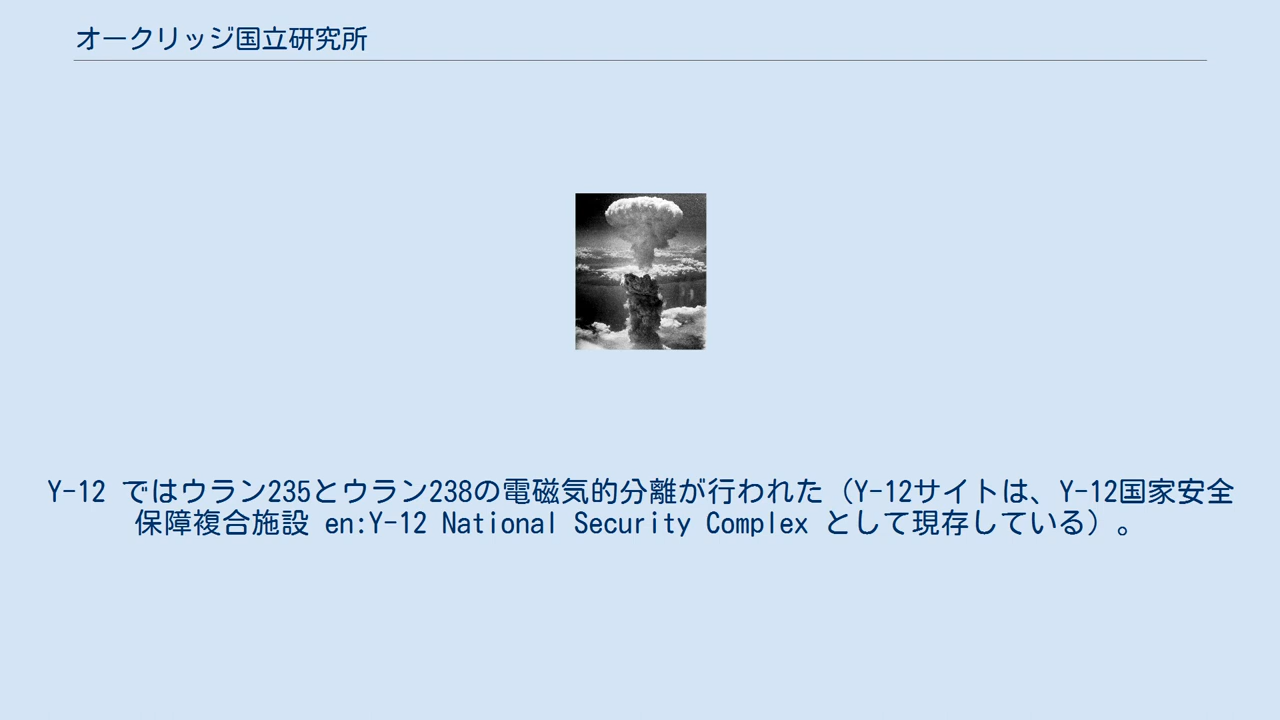 オークリッジ国立研究所
Y-12 ではウラン235とウラン238の電磁気的分離が行われた（Y-12サイトは、Y-12国家安全
保障複合施設 en:Y-12 National Security Complex として現存している）。